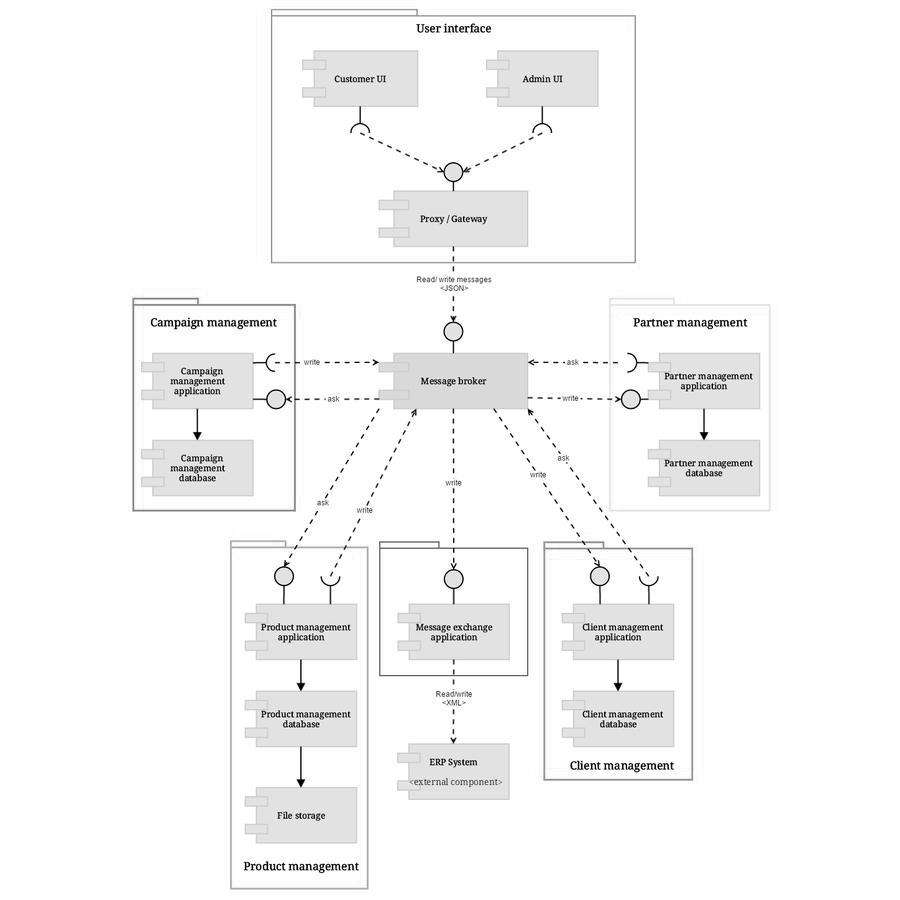 User interface
Customer UI
Admin UI
Proxy / Gateway
Read/ write messages
<JSON>
Campaign management
Partner management
Campaign
management
application
write
ask
Message broker
ask
write
Partner management
application
Campaign
management
database
Partner management
database
ask
write
write
write
ask
Product management
application
Message exchange
application
Client management
application
Read/write
<XML>
Product management
database
Client management
database
ERP System
<external component>
Client management
File storage
Product management